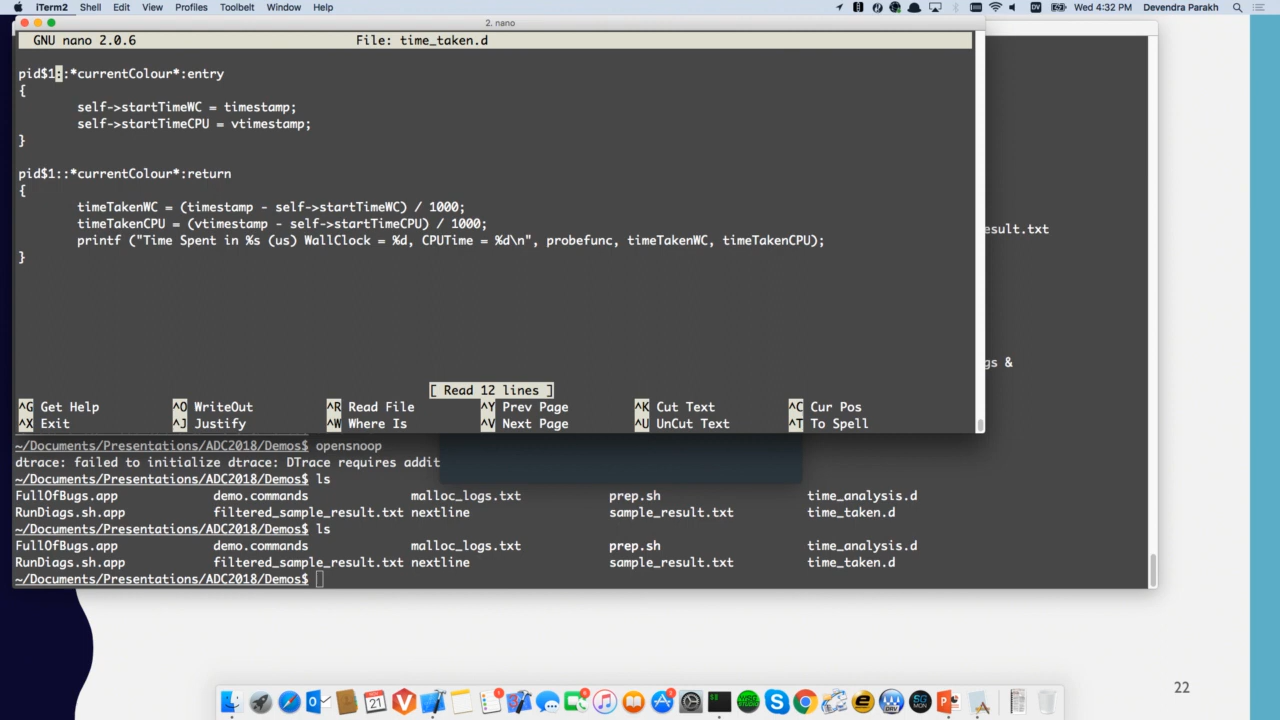 iTerm2 Shell Edit View Profiles Toolbelt Window Help Wed 4:32 PM Devendra Parakh
2. nano
GNU nano 2.0.6 File: time_taken.d
pid$1::*currentColour*:entry
{
self->startTimeWC = timestamp;
self->startTimeCPU = vtimestamp;
}
pid$1::*currentColour*:return
{
timeTakenWC = (timestamp - self->startTimeWC) / 1000;
timeTakenCPU = (vtimestamp - self->startTimeCPU) / 1000;
printf ("Time Spent in %s (us) WallClock = %d, CPUTime = %d\n", probefunc, timeTakenWC, timeTakenCPU);
}
esult.txt
gs &
[ Read 12 lines ]
^G Get Help ^O WriteOut ^R Read File ^Y Prev Page ^K Cut Text ^C Cur Pos
^X Exit ^J Justify ^W Where Is ^V Next Page ^U UnCut Text ^T To Spell
~/Documents/Presentations/ADC2018/Demos$ opensnoop
dtrace: failed to initialize dtrace: DTrace requires addit
~/Documents/Presentations/ADC2018/Demos$ ls
FullOfBugs.app demo.commands malloc_logs.txt prep.sh time_analysis.d
RunDiags.sh.app filtered_sample_result.txt nextline sample_result.txt time_taken.d
~/Documents/Presentations/ADC2018/Demos$ ls
FullOfBugs.app demo.commands malloc_logs.txt prep.sh time_analysis.d
RunDiags.sh.app filtered_sample_result.txt nextline sample_result.txt time_taken.d
~/Documents/Presentations/ADC2018/Demos$
22